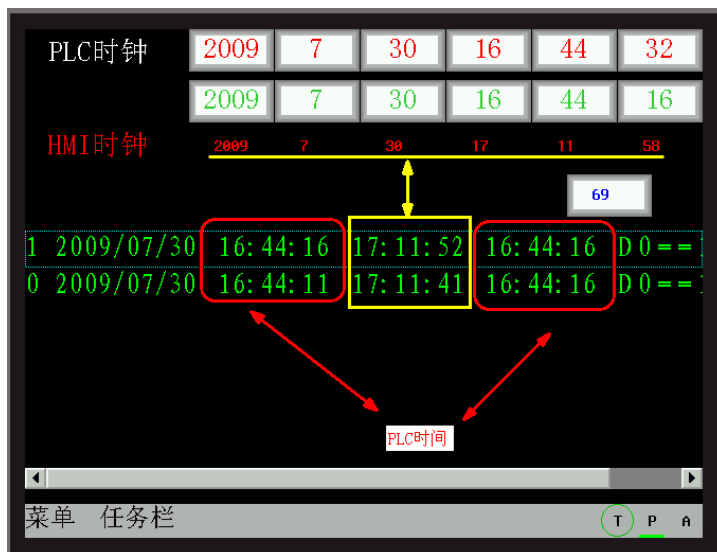 PLC时钟 2009 7 30 16 44 32
2009 7 30 16 44 16
HMI时钟 2009 7 30 17 11 58
69
1 2009/07/30 16:44:16 17:11:52 16:44:16 D0==
0 2009/07/30 16:44:11 17:11:41 16:44:16 D0==
PLC时间
菜单 任务栏 T P A